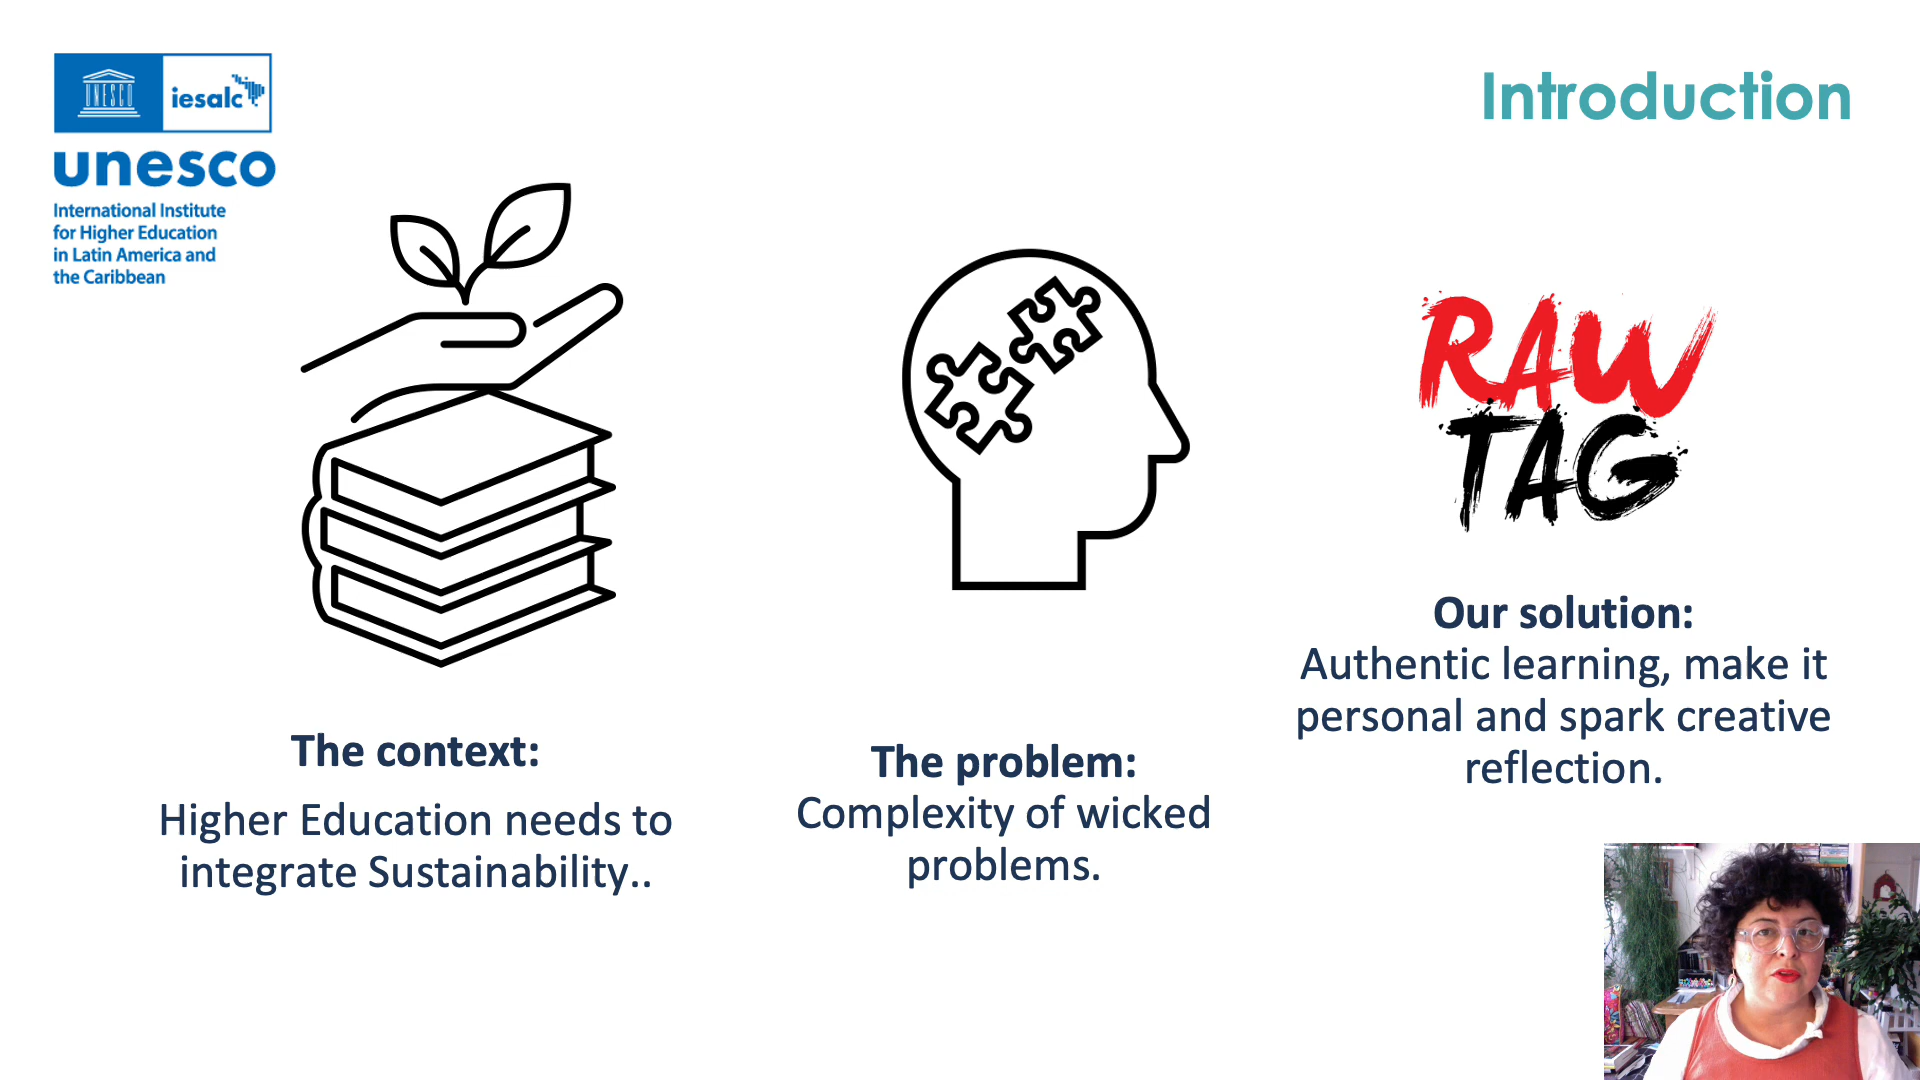 Introduction
UNESCO
iesalc
unesco
International Institute
for Higher Education
in Latin America and
the Caribbean
The context:
Higher Education needs to
integrate Sustainability..
The problem:
Complexity of wicked
problems.
RAW
TAG
Our solution:
Authentic learning, make it
personal and spark creative
reflection.